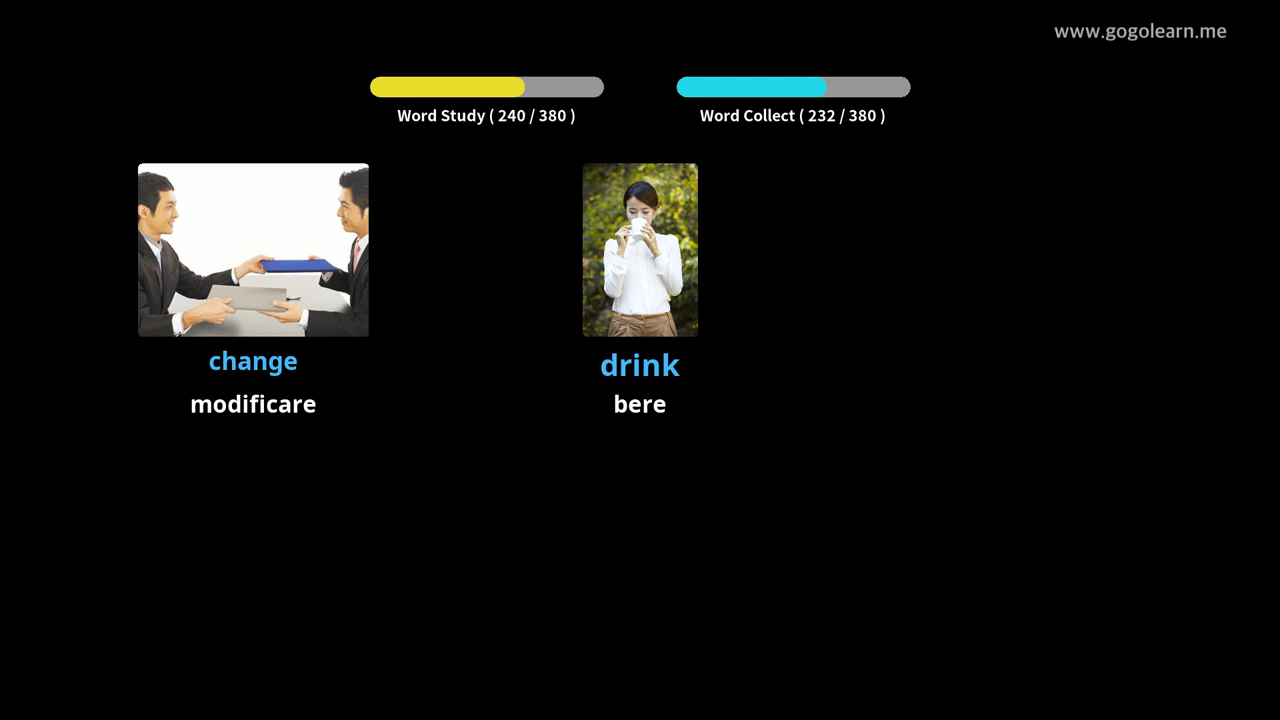 www.gogolearn.me
Word Study ( 240 / 380 )
Word Collect ( 232 / 380 )
change
modificare
drink
bere